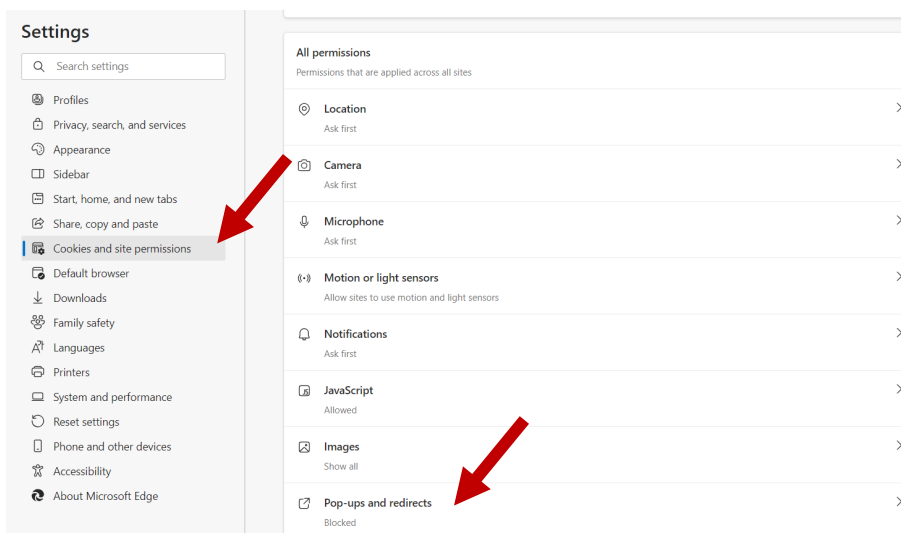 Settings
Search settings
Profiles
Privacy, search, and services
Appearance
Sidebar
Start, home, and new tabs
Share, copy and paste
Cookies and site permissions
Default browser
Downloads
Family safety
Languages
Printers
System and performance
Reset settings
Phone and other devices
Accessibility
About Microsoft Edge
All permissions
Permissions that are applied across all sites
Location
Ask first
Camera
Ask first
Microphone
Ask first
Motion or light sensors
Allow sites to use motion and light sensors
Notifications
Ask first
JavaScript
Allowed
Images
Show all
Pop-ups and redirects
Blocked